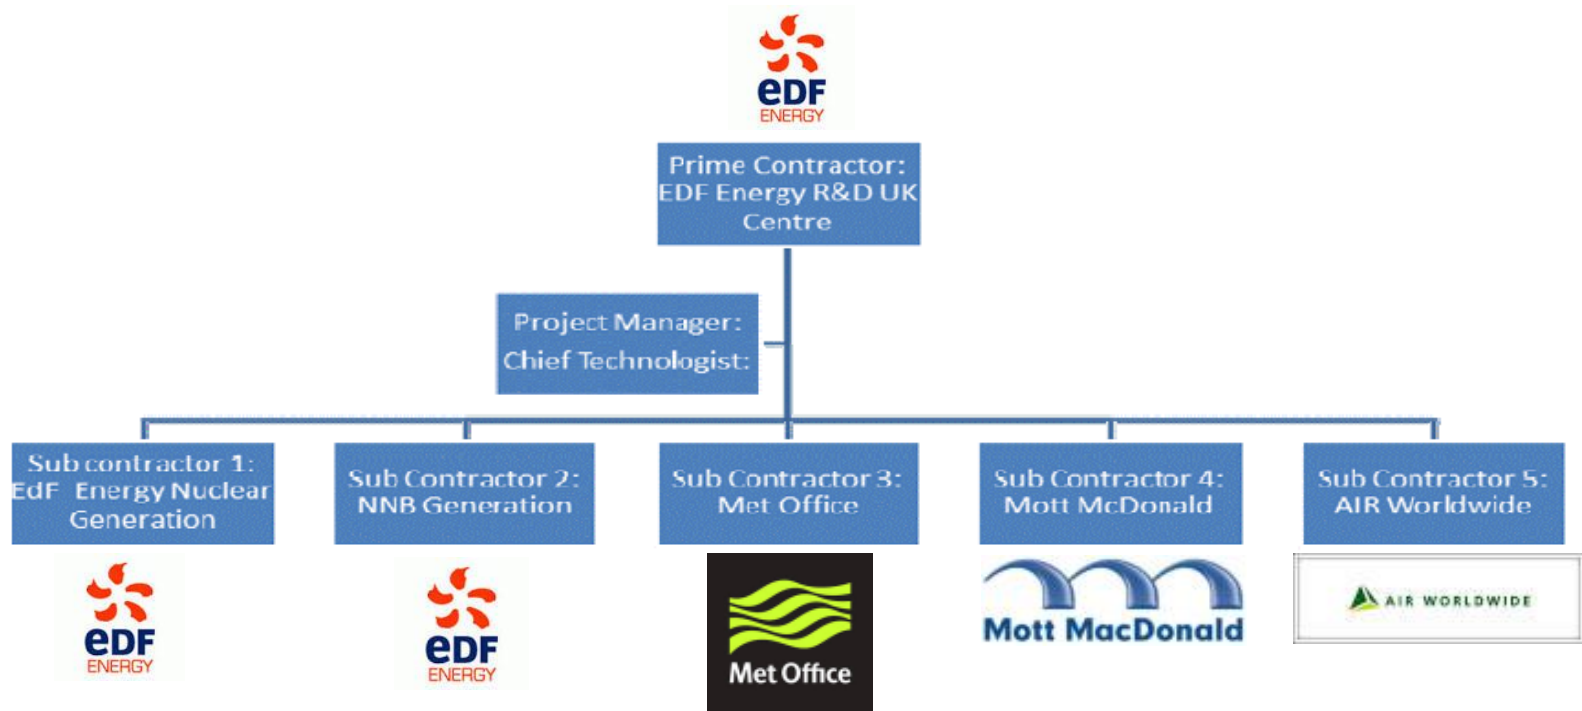 eDF
ENERGY
Prime Contractor:
EDF Energy R&D UK
Centre
Project Manager:
Chief Technologist:
Sub contractor 1:
EdF Energy Nuclear
Generation
Sub Contractor 2:
NNB Generation
Sub Contractor 3:
Met Office
Sub Contractor 4:
Mott McDonald
Sub Contractor 5:
AIR Worldwide
eDF
ENERGY
eDF
ENERGY
Met Office
Mott MacDonald
AIR WORLDWIDE